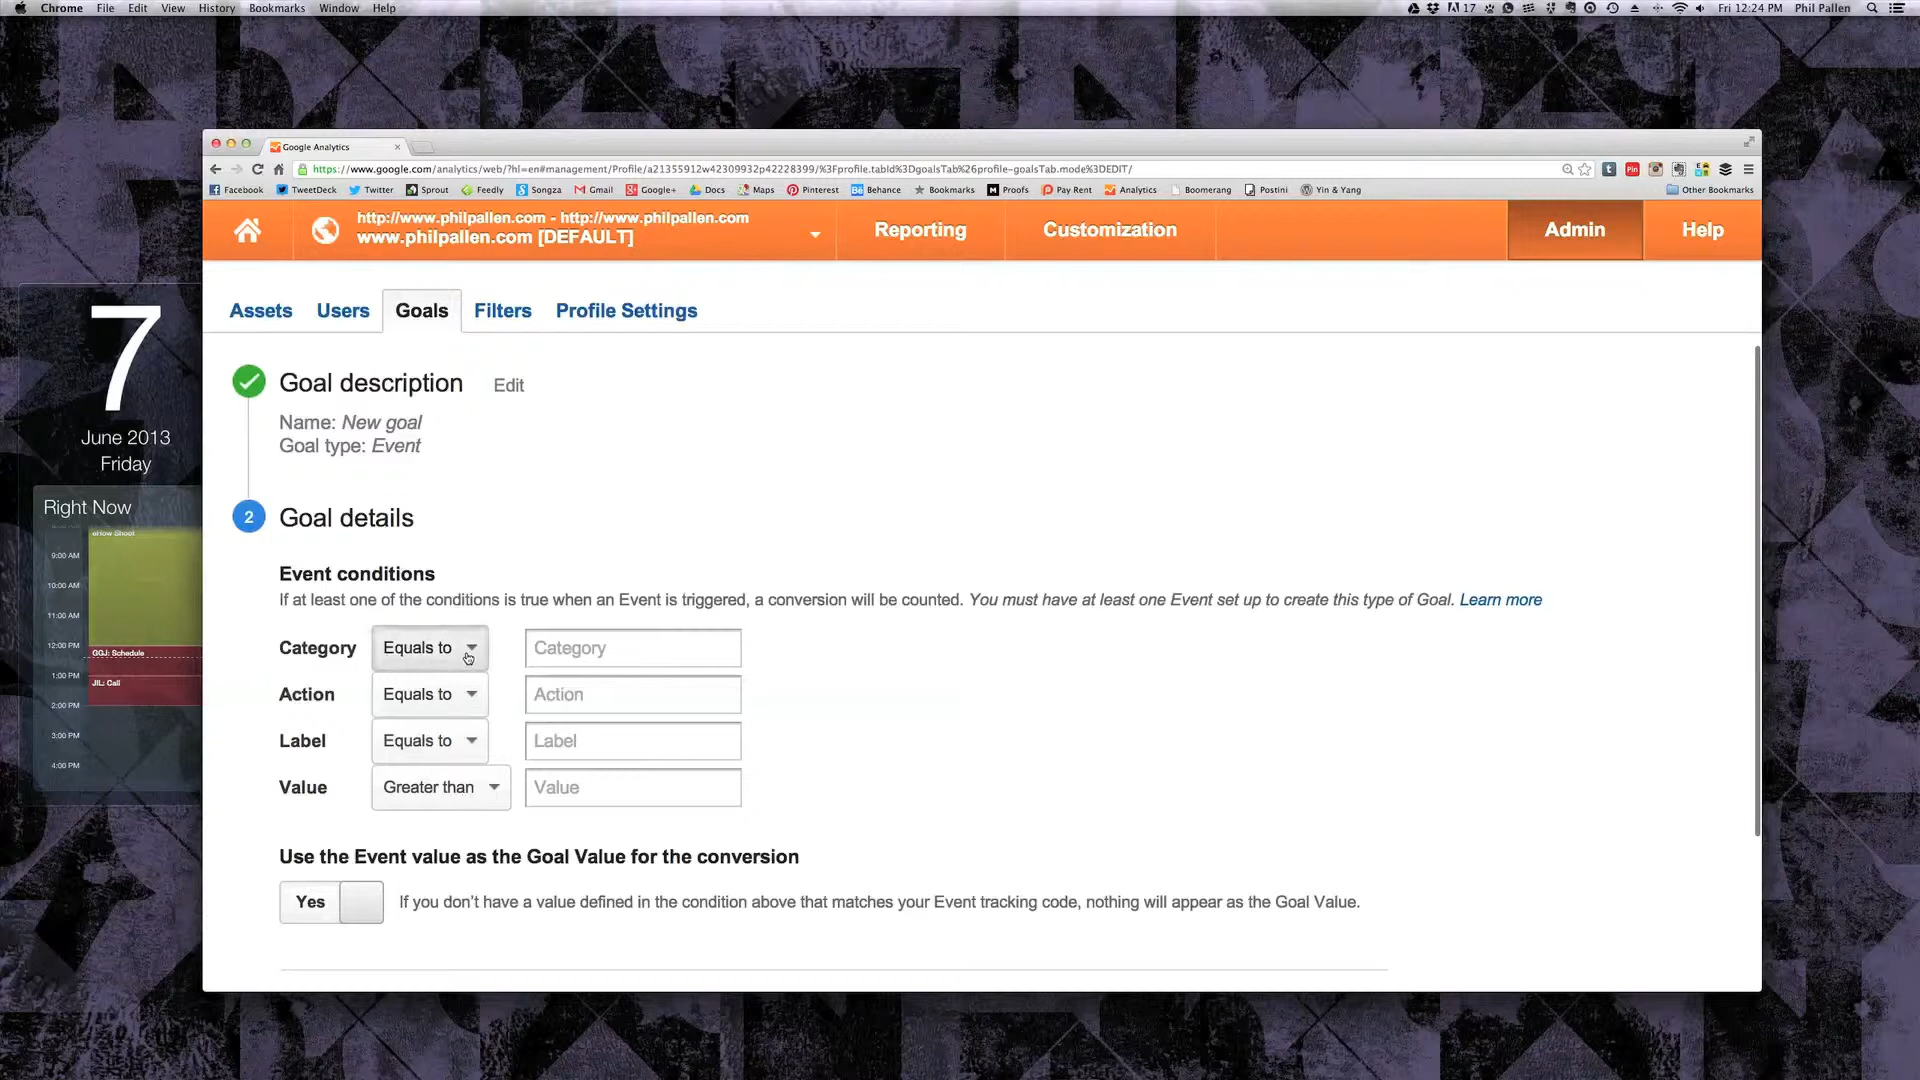 Chrome File Edit View History Bookmarks Window Help
17
Fri 12:24 PM Phil Pallen
Google Analytics
https://www.google.com/analytics/web/?hl=en#management/Profile/a21355912w42309932p42228399/%3Fprofile.tabId%3DgoalsTab%26profile-goalsTab.mode%3DEDIT/
Facebook TweetDeck Twitter Sprout Feedly Songza Gmail Google+ Docs Maps Pinterest Behance Bookmarks Proofs Pay Rent Analytics Boomerang Postini Yin & Yang Other Bookmarks
http://www.philpallen.com - http://www.philpallen.com
www.philpallen.com [DEFAULT]
Reporting
Customization
Admin
Help
Assets Users Goals Filters Profile Settings
Goal description Edit
Name: New goal
Goal type: Event
2 Goal details
Event conditions
If at least one of the conditions is true when an Event is triggered, a conversion will be counted. You must have at least one Event set up to create this type of Goal. Learn more
Category Equals to Category
Action Equals to Action
Label Equals to Label
Value Greater than Value
Use the Event value as the Goal Value for the conversion
Yes If you don't have a value defined in the condition above that matches your Event tracking code, nothing will appear as the Goal Value.
7
June 2013
Friday
Right Now
eHow Shoot
9:00 AM
10:00 AM
11:00 AM
12:00 PM
GGJ: Schedule
1:00 PM
JIL: Call
2:00 PM
3:00 PM
4:00 PM